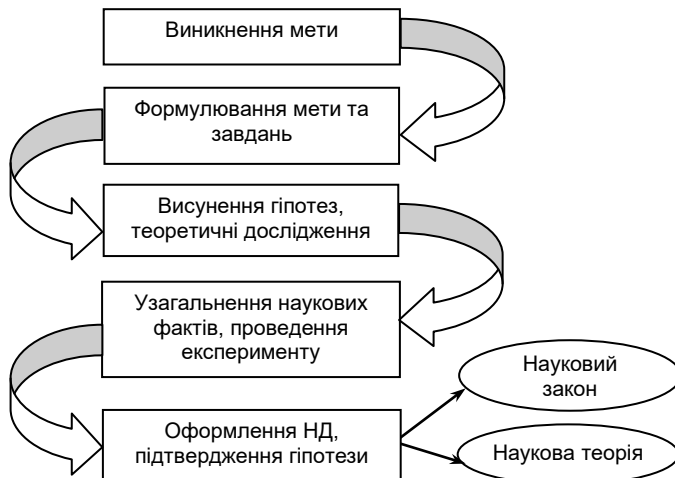 Виникнення мети
Формулювання мети та
завдань
Висунення гіпотез,
теоретичні дослідження
Узагальнення наукових
фактів, проведення
експерименту
Науковий
закон
Оформлення НД,
підтвердження гіпотези
Наукова теорія